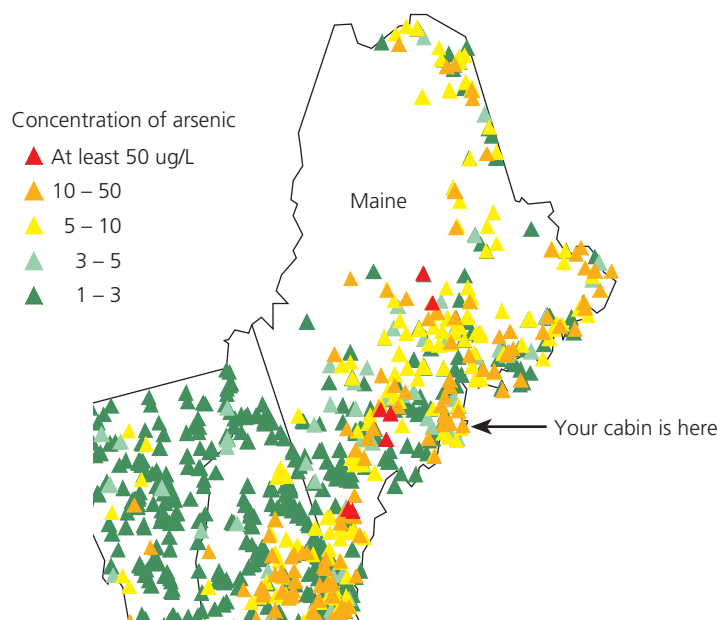 Concentration of arsenic
At least 50 ug/L
10 – 50
5 – 10
3 – 5
1 – 3
Maine
Your cabin is here